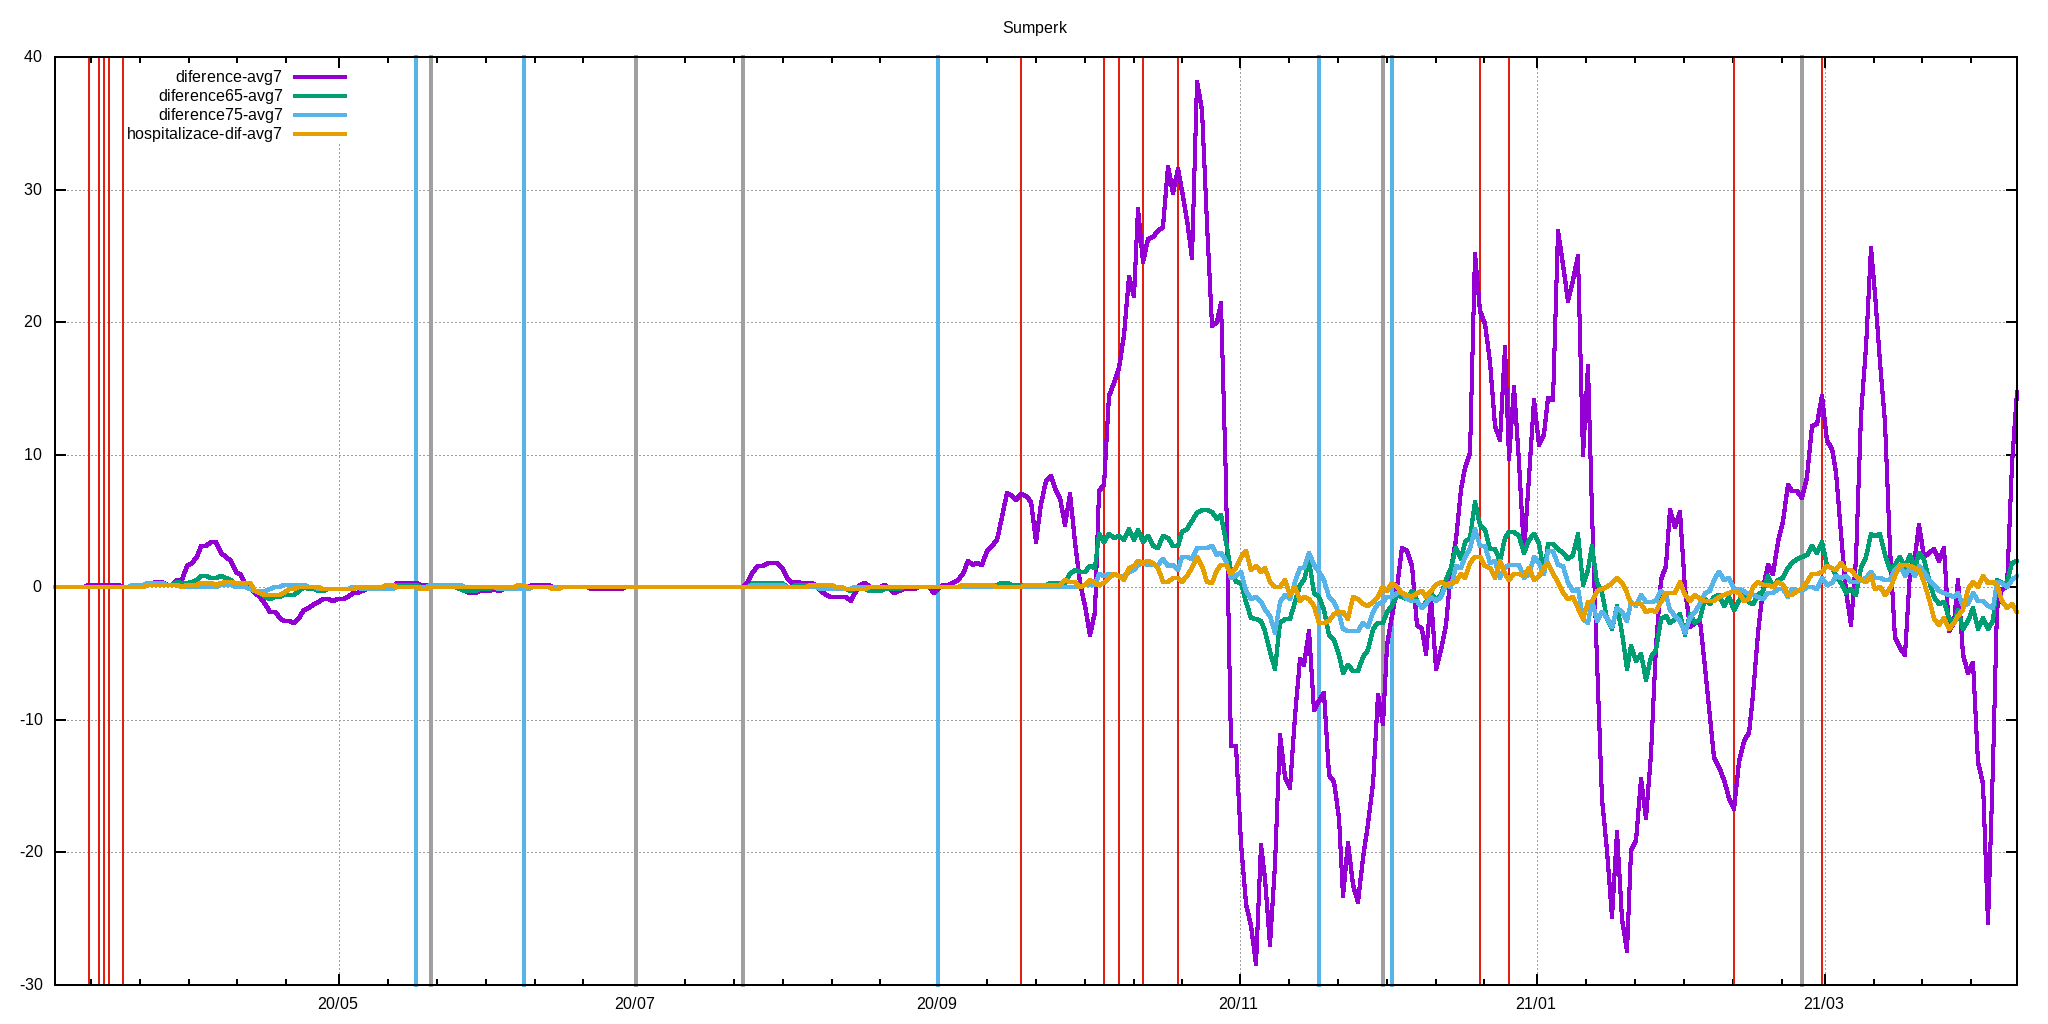 Sumperk
40
30
20
10
0
-10
-20
-30
diference-avg7
diference65-avg7
diference75-avg7
hospitalizace-dif-avg7
20/05
20/07
20/09
20/11
21/01
21/03